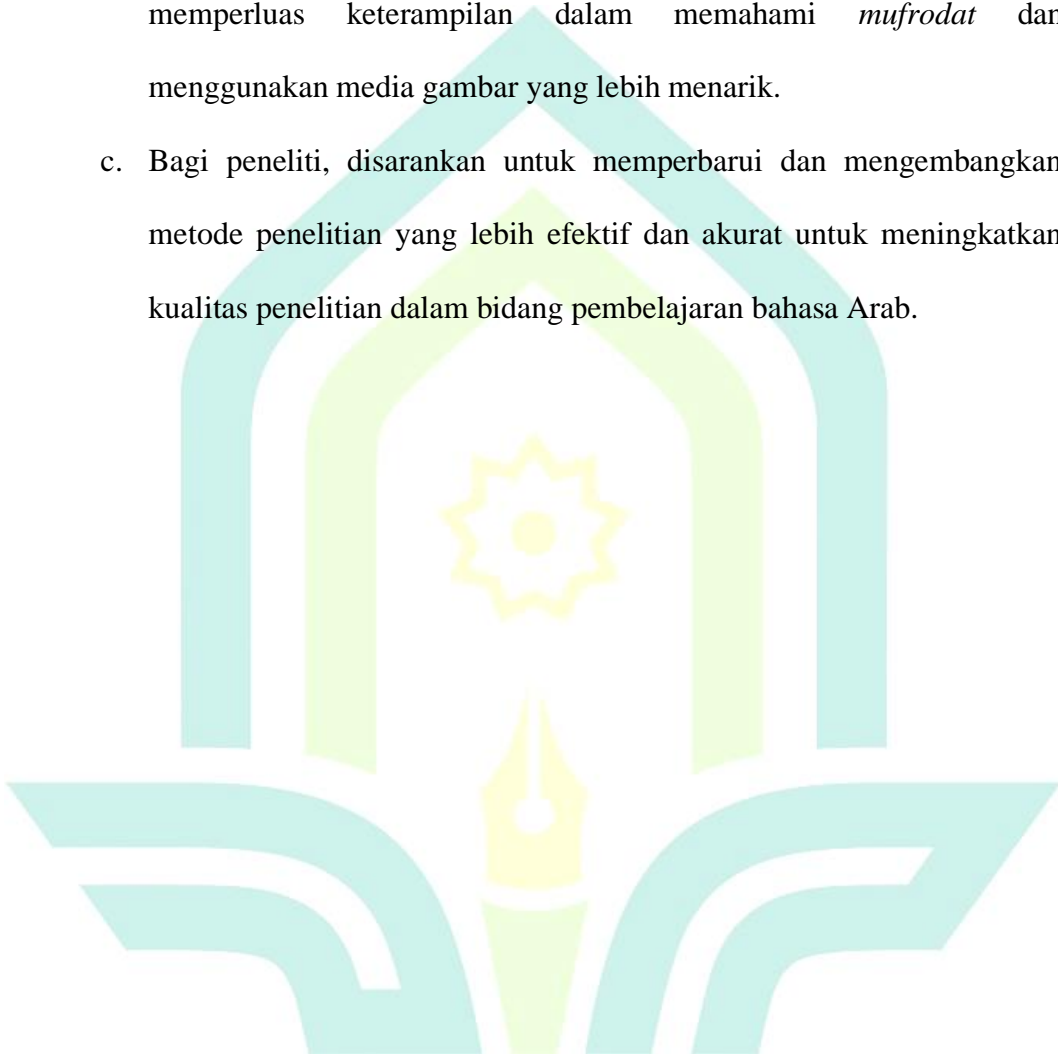 memperluas keterampilan dalam memahami mufrodat dan
menggunakan media gambar yang lebih menarik.
c. Bagi peneliti, disarankan untuk memperbarui dan mengembangkan
metode penelitian yang lebih efektif dan akurat untuk meningkatkan
kualitas penelitian dalam bidang pembelajaran bahasa Arab.